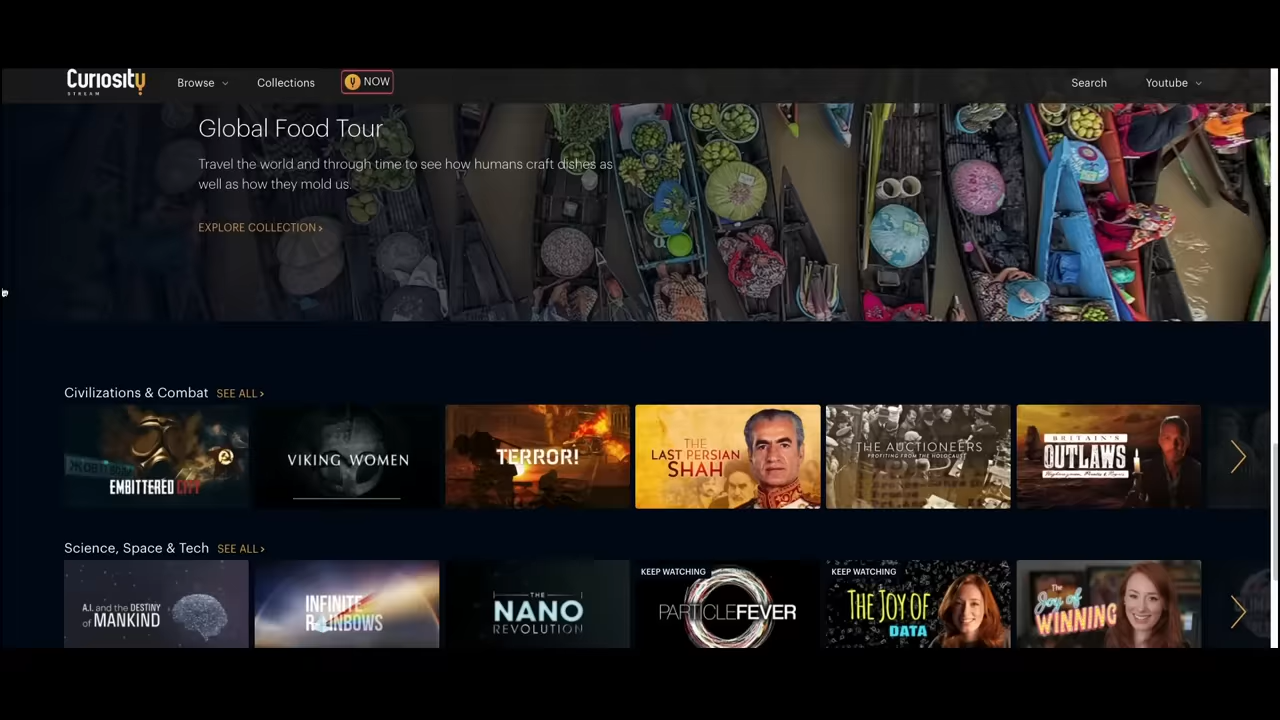 Curiosity
STREAM
Browse
Collections
NOW
Search
Youtube
Global Food Tour
Travel the world and through time to see how humans craft dishes as
well as how they mold us.
EXPLORE COLLECTION >
Civilizations & Combat SEE ALL >
EMBITTERED CITY
VIKING WOMEN
TERROR!
THE
LAST PERSIAN
SHAH
THE AUCTIONEERS
PROFITING FROM THE HOLOCAUST
BRITAIN'S
OUTLAWS
Science, Space & Tech SEE ALL >
A.I. and the DESTINY
of MANKIND
INFINITE
RAINBOWS
THE
NANO
REVOLUTION
KEEP WATCHING
PARTICLE FEVER
KEEP WATCHING
THE JOY OF
DATA
The
Joy of
WINNING